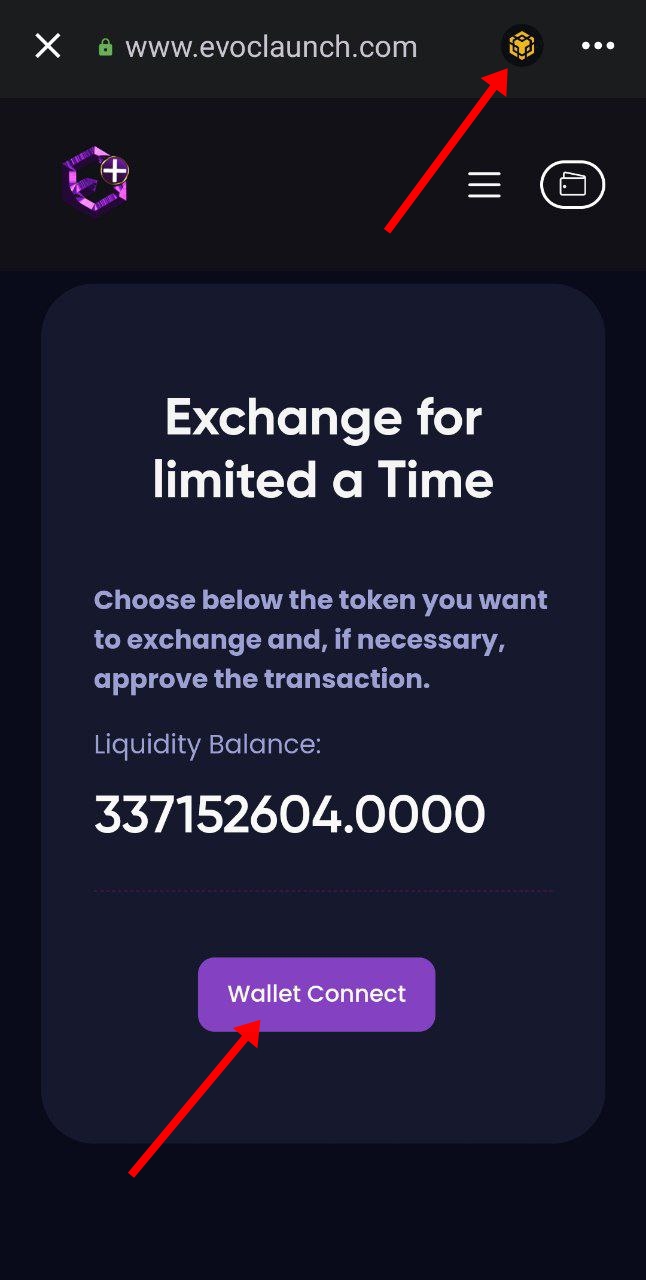 www.evoclaunch.com
Exchange for
limited a Time
Choose below the token you want
to exchange and, if necessary,
approve the transaction.
Liquidity Balance:
337152604.0000
Wallet Connect